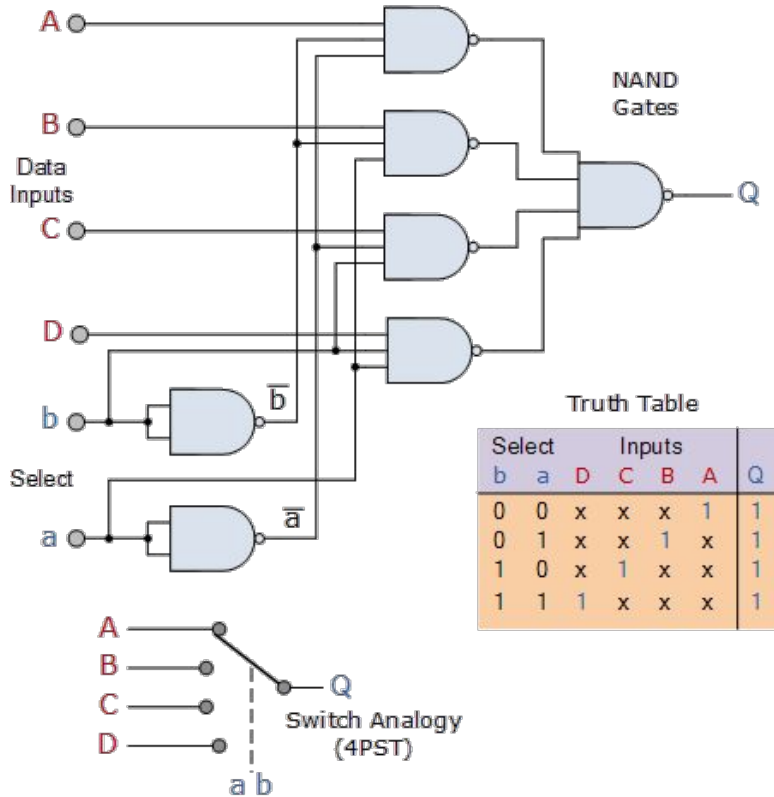 A
NAND
Gates
B
Data
Inputs
Q
C
D
b
b̅
Select
a
a̅
Truth Table
Select Inputs
b a D C B A Q
0 0 x x x 1 1
0 1 x x 1 x 1
1 0 x 1 x x 1
1 1 1 x x x 1
A
B
Q
C
Switch Analogy
(4PST)
D
a b